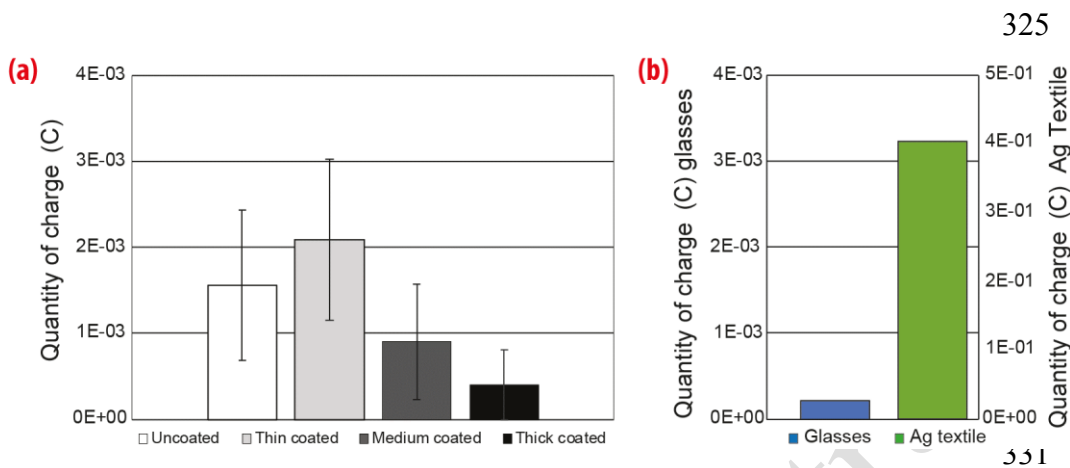 325
(a)
4E-03
3E-03
2E-03
1E-03
0E+00
Quantity of charge (C)
Uncoated Thin coated Medium coated Thick coated
(b)
4E-03
3E-03
2E-03
1E-03
0E+00
Quantity of charge (C) glasses
5E-01
4E-01
3E-01
2E-01
1E-01
0E+00
Quantity of charge (C) Ag Textile
Glasses Ag textile
331